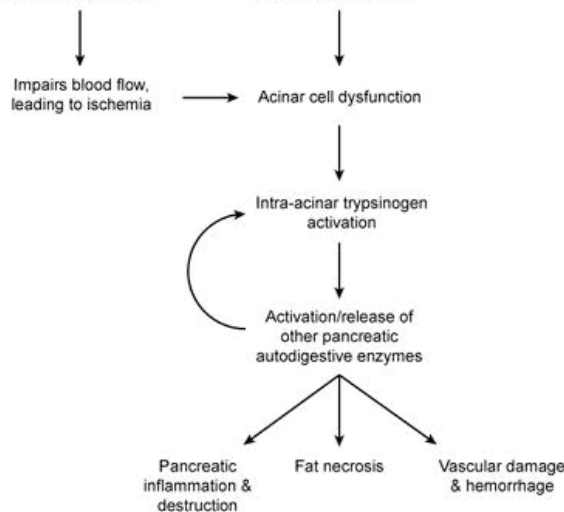 Impairs blood flow,
leading to ischemia
Acinar cell dysfunction
Intra-acinar trypsinogen
activation
Activation/release of
other pancreatic
autodigestive enzymes
Pancreatic
inflammation &
destruction
Fat necrosis
Vascular damage
& hemorrhage